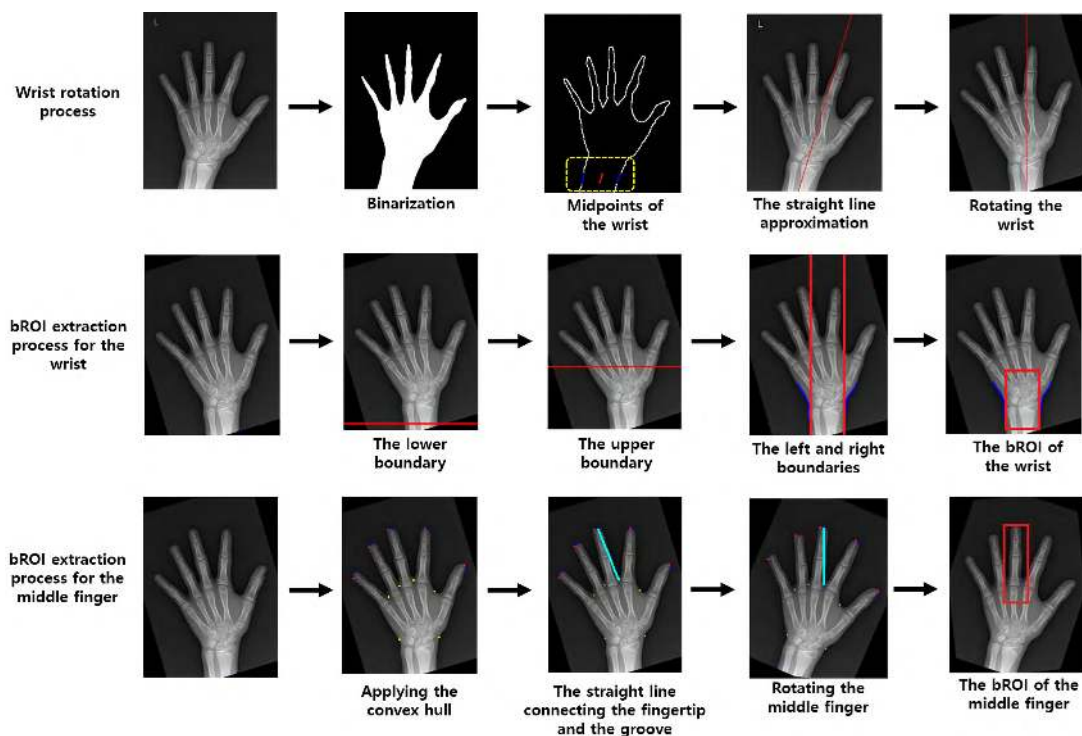 L
L
Wrist rotation
process
Binarization
Midpoints of
the wrist
The straight line
approximation
Rotating the
wrist
bROI extraction
process for the
wrist
The lower
boundary
The upper
boundary
The left and right
boundaries
The bROI of
the wrist
bROI extraction
process for the
middle finger
Applying the
convex hull
The straight line
connecting the fingertip
and the groove
Rotating the
middle finger
The bROI of the
middle finger